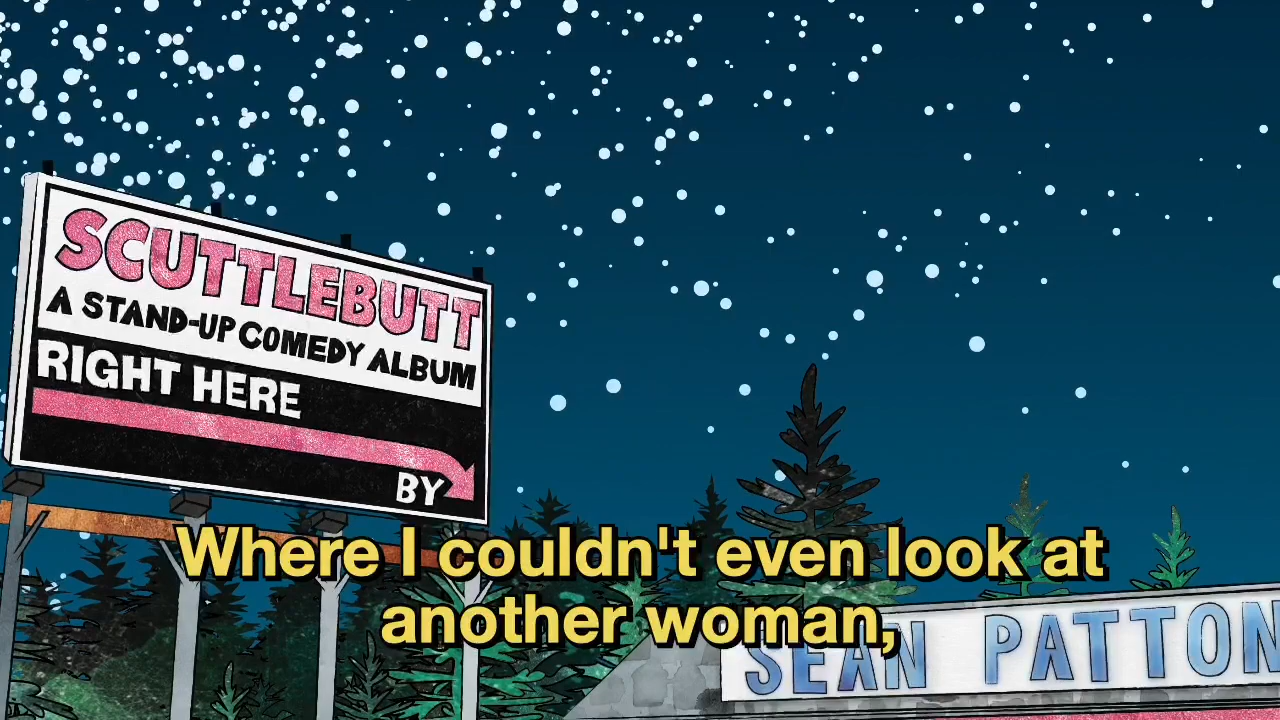 SCUTTLEBUTT
A STAND-UP COMEDY ALBUM
RIGHT HERE
BY
Where I couldn't even look at
another woman,
SEAN PATTON